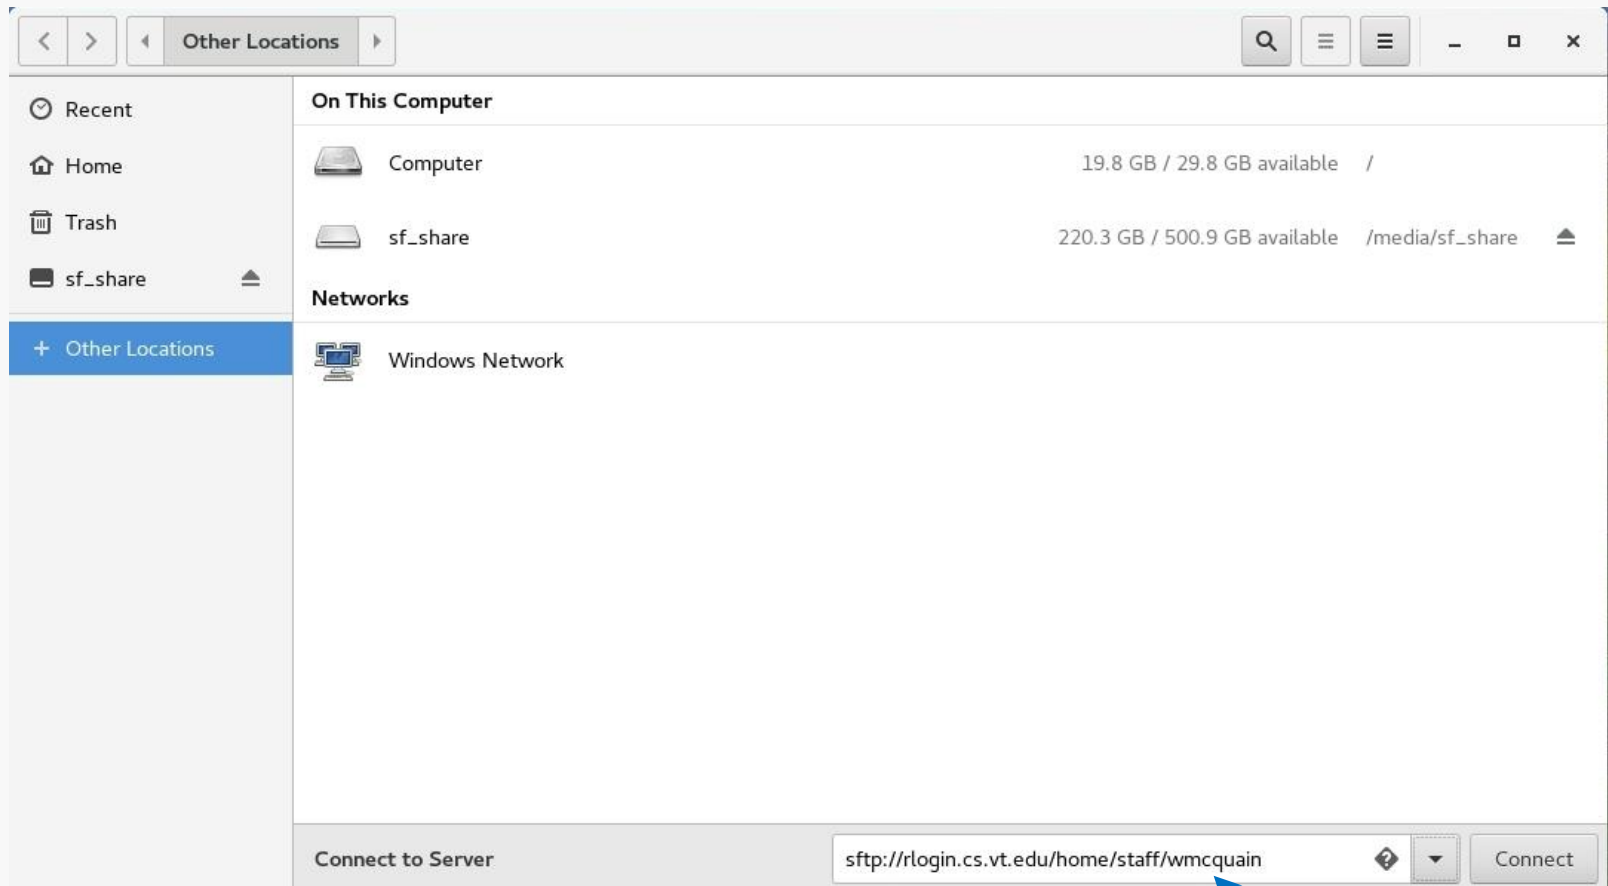 Other Locations
Recent
Home
Trash
sf_share
+ Other Locations
On This Computer
Computer 19.8 GB / 29.8 GB available /
sf_share 220.3 GB / 500.9 GB available /media/sf_share
Networks
Windows Network
Connect to Server sftp://rlogin.cs.vt.edu/home/staff/wmcquain Connect